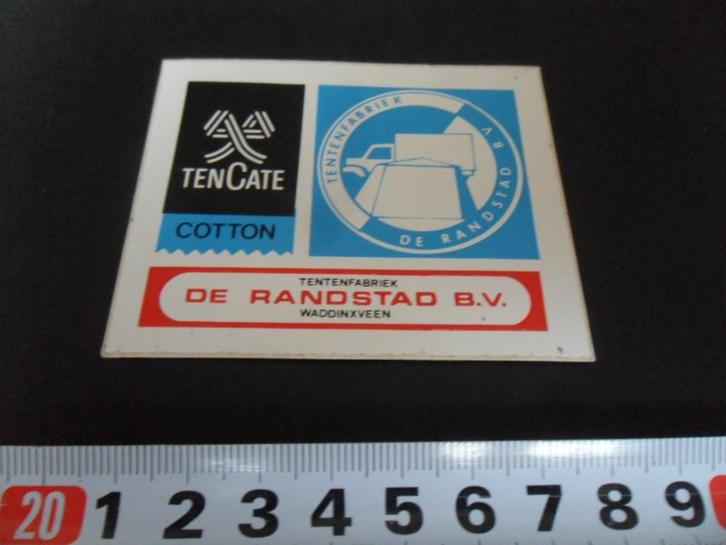 TENCATE
COTTON
TENTENFABRIEK
DE RANDSTAD B.V.
TENTENFABRIEK
DE RANDSTAD B.V.
WADDINXVEEN
20 1 2 3 4 5 6 7 8 9